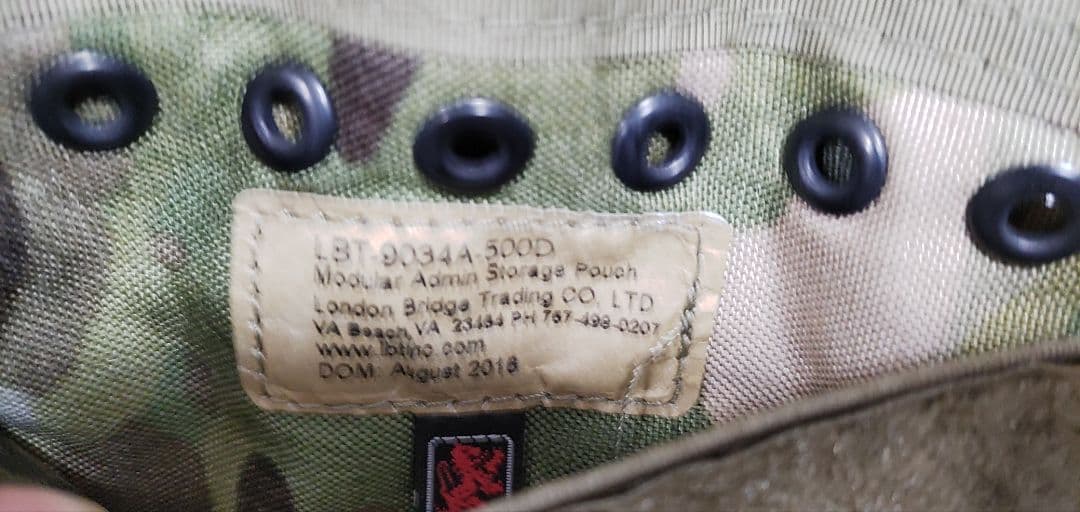 LBT-9034A-500D
Modular Admin Storage Pouch
London Bridge Trading CO. LTD
VA Beach, VA 23454 PH 757-498-0207
www.lbtinc.com
DOM: August 2016